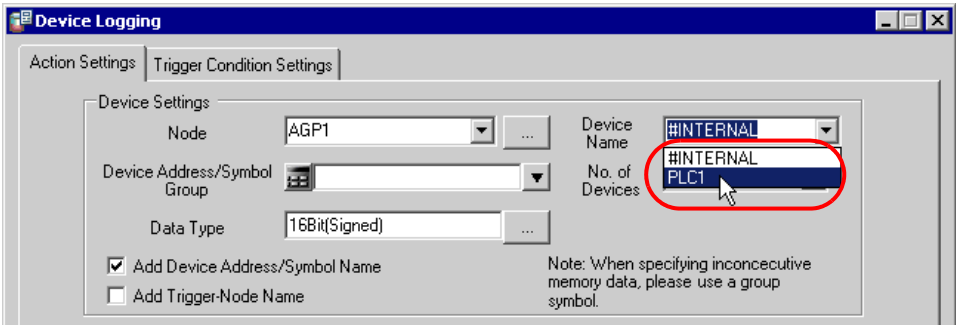 Device Logging
Action Settings
Trigger Condition Settings
Device Settings
Node
AGP1
...
Device
Name
#INTERNAL
#INTERNAL
PLC1
Device Address/Symbol
Group
No. of
Devices
Data Type
16Bit(Signed)
...
Add Device Address/Symbol Name
Add Trigger-Node Name
Note: When specifying inconcecutive
memory data, please use a group
symbol.